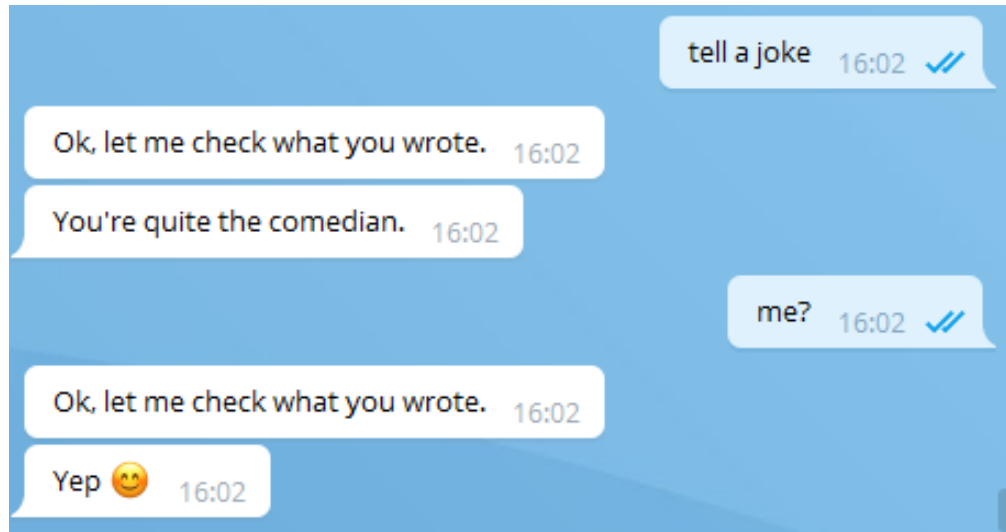 tell a joke 16:02
Ok, let me check what you wrote. 16:02
You're quite the comedian. 16:02
me? 16:02
Ok, let me check what you wrote. 16:02
Yep 😊 16:02